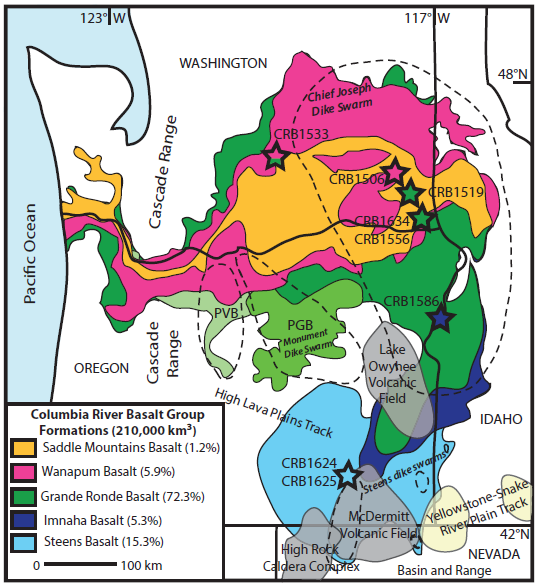 123° W
117° W
WASHINGTON
48°N
Chief Joseph
Dike Swarm
CRB1533
Cascade Range
CRB1506
CRB1519
CRB1634
CRB1556
Pacific Ocean
CRB1586
PVB
PGB
Monument
Dike Swarm
Cascade
Range
OREGON
Lake
Owyhee
Volcanic
Field
High Lava Plains Track
IDAHO
Columbia River Basalt Group
Formations (210,000 km³)
Saddle Mountains Basalt (1.2%)
Wanapum Basalt (5.9%)
Grande Ronde Basalt (72.3%)
Imnaha Basalt (5.3%)
Steens Basalt (15.3%)
0 100 km
CRB1624
CRB1625
Steens dike swarms
McDermitt
Volcanic Field
Yellowstone-Snake
River Plain Track
42°N
High Rock
Caldera Complex
NEVADA
Basin and Range